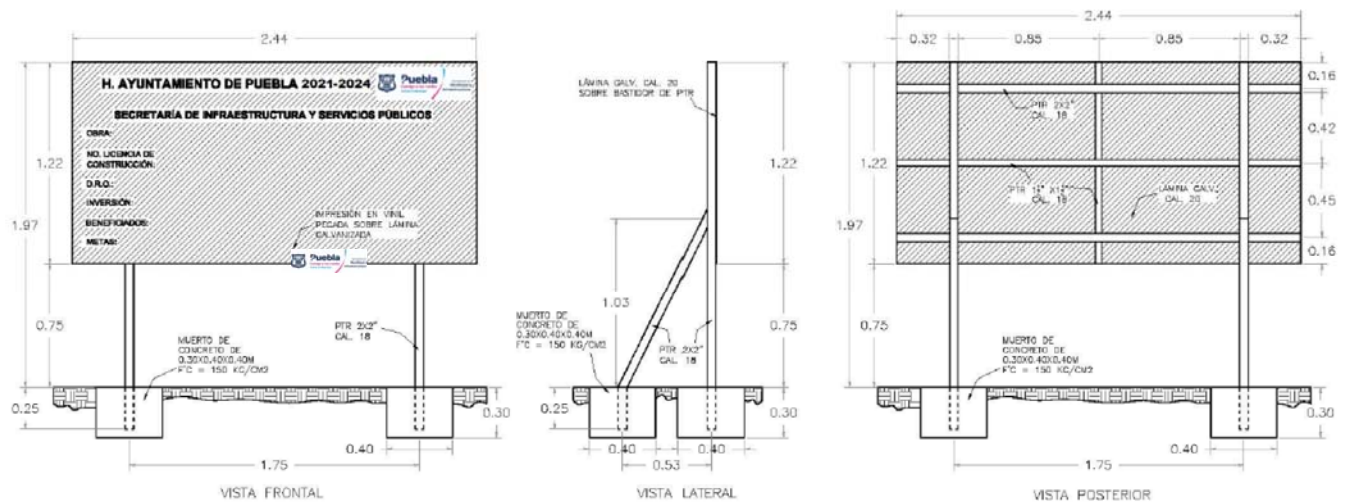 2.44
H. AYUNTAMIENTO DE PUEBLA 2021-2024
Puebla
SECRETARÍA DE INFRAESTRUCTURA Y SERVICIOS PÚBLICOS
OBRA:
NO. LICENCIA DE
CONSTRUCCIÓN:
D.R.O.:
INVERSIÓN:
BENEFICIADOS:
METAS:
IMPRESIÓN EN VINIL
PEGADA SOBRE LÁMINA
GALVANIZADA
Puebla
1.22
1.97
0.75
MUERTO DE
CONCRETO DE
0.30X0.40X0.40M
F'C = 150 KG/CM2
PTR 2X2"
CAL. 18
0.25
0.30
0.40
1.75
VISTA FRONTAL
LÁMINA GALV. CAL. 20
SOBRE BASTIDOR DE PTR
1.22
1.03
MUERTO DE
CONCRETO DE
0.30X0.40X0.40M
F'C = 150 KG/CM2
PTR 2X2"
CAL. 18
0.75
0.25
0.30
0.40
0.40
0.53
VISTA LATERAL
2.44
0.32
0.85
0.85
0.32
0.16
PTR 2X2"
CAL. 18
0.42
1.22
1.97
CAL. 18
LÁMINA GALV.
CAL. 20
0.45
0.16
0.75
MUERTO DE
CONCRETO DE
0.30X0.40X0.40M
F'C = 150 KG/CM2
0.25
0.30
0.40
1.75
VISTA POSTERIOR